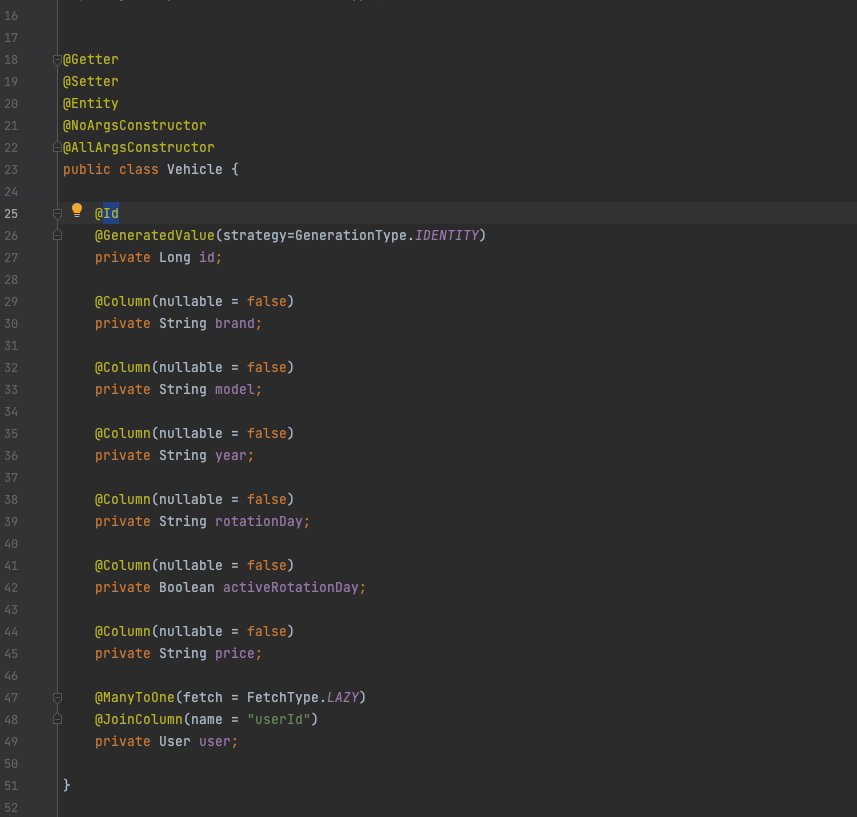 16
17
18 @Getter
19 @Setter
20 @Entity
21 @NoArgsConstructor
22 @AllArgsConstructor
23 public class Vehicle {
24
25 @Id
26 @GeneratedValue(strategy=GenerationType.IDENTITY)
27 private Long id;
28
29 @Column(nullable = false)
30 private String brand;
31
32 @Column(nullable = false)
33 private String model;
34
35 @Column(nullable = false)
36 private String year;
37
38 @Column(nullable = false)
39 private String rotationDay;
40
41 @Column(nullable = false)
42 private Boolean activeRotationDay;
43
44 @Column(nullable = false)
45 private String price;
46
47 @ManyToOne(fetch = FetchType.LAZY)
48 @JoinColumn(name = "userId")
49 private User user;
50
51 }
52